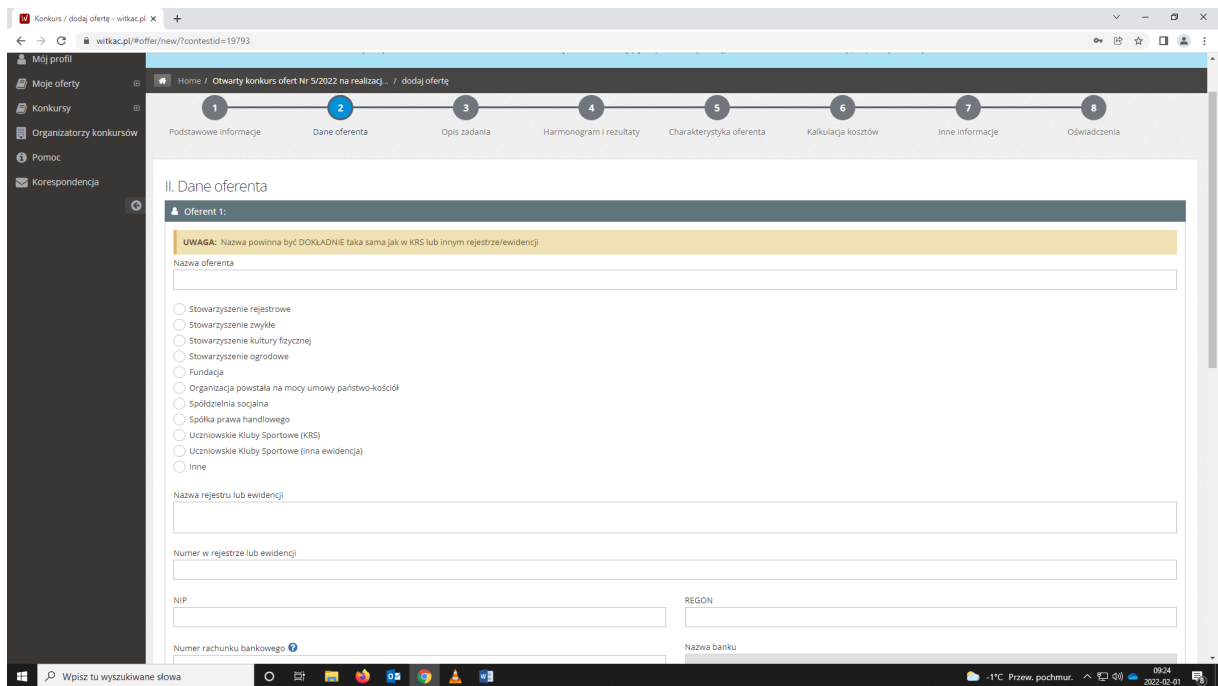 Konkurs / dodaj ofertę - witkac.pl
witkac.pl/#offer/new/?contestid=19793
Mój profil
Moje oferty
Konkursy
Organizatorzy konkursów
Pomoc
Korespondencja
Home / Otwarty konkurs ofert Nr 5/2022 na realizacj... / dodaj ofertę
1 2 3 4 5 6 7 8
Podstawowe informacje Dane oferenta Opis zadania Harmonogram i rezultaty Charakterystyka oferenta Kalkulacja kosztów Inne informacje Oświadczenia
II. Dane oferenta
Oferent 1:
UWAGA: Nazwa powinna być DOKŁADNIE taka sama jak w KRS lub innym rejestrze/ewidencji
Nazwa oferenta
Stowarzyszenie rejestrowe
Stowarzyszenie zwykłe
Stowarzyszenie kultury fizycznej
Stowarzyszenie ogrodowe
Fundacja
Organizacja powstała na mocy umowy państwo-kościół
Spółdzielnia socjalna
Spółka prawa handlowego
Uczniowskie Kluby Sportowe (KRS)
Uczniowskie Kluby Sportowe (inna ewidencja)
Inne
Nazwa rejestru lub ewidencji
Numer w rejestrze lub ewidencji
NIP REGON
Numer rachunku bankowego Nazwa banku
Wpisz tu wyszukiwane słowa
-1°C Przew. pochmur.
09:24
2022-02-01